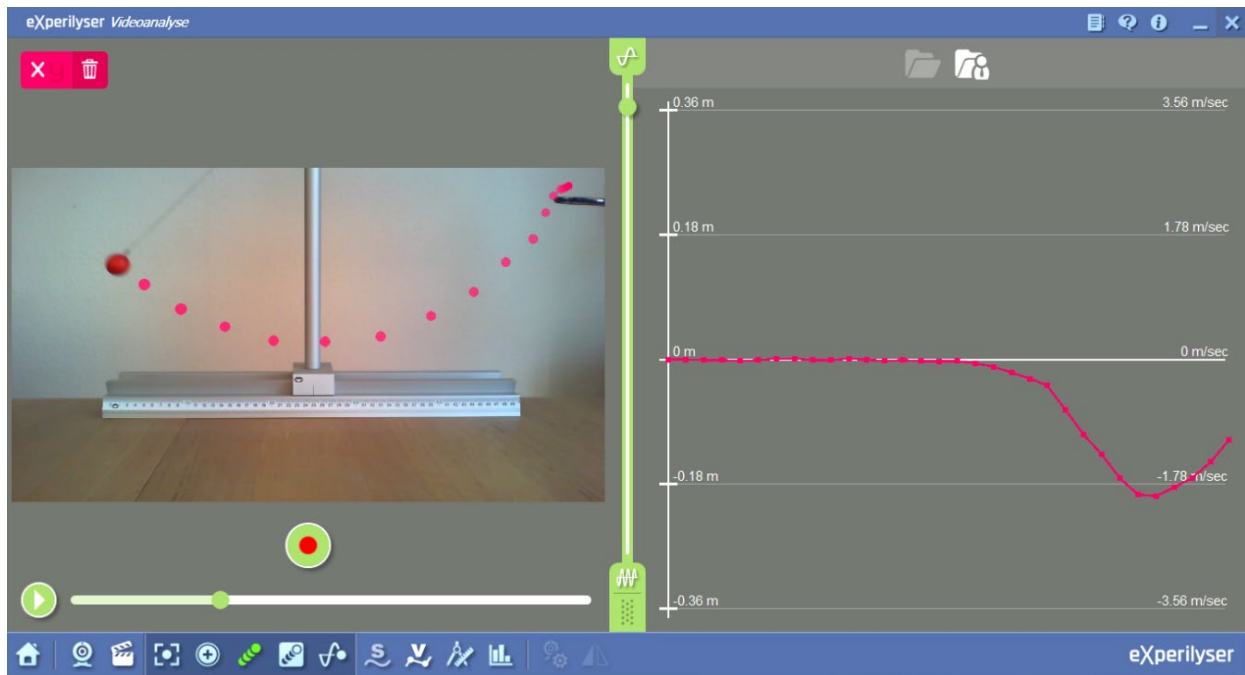 eXperilyser Videoanalyse
X y
0.36 m 3.56 m/sec
0.18 m 1.78 m/sec
0 m 0 m/sec
-0.18 m -1.78 m/sec
-0.36 m -3.56 m/sec
S V
eXperilyser